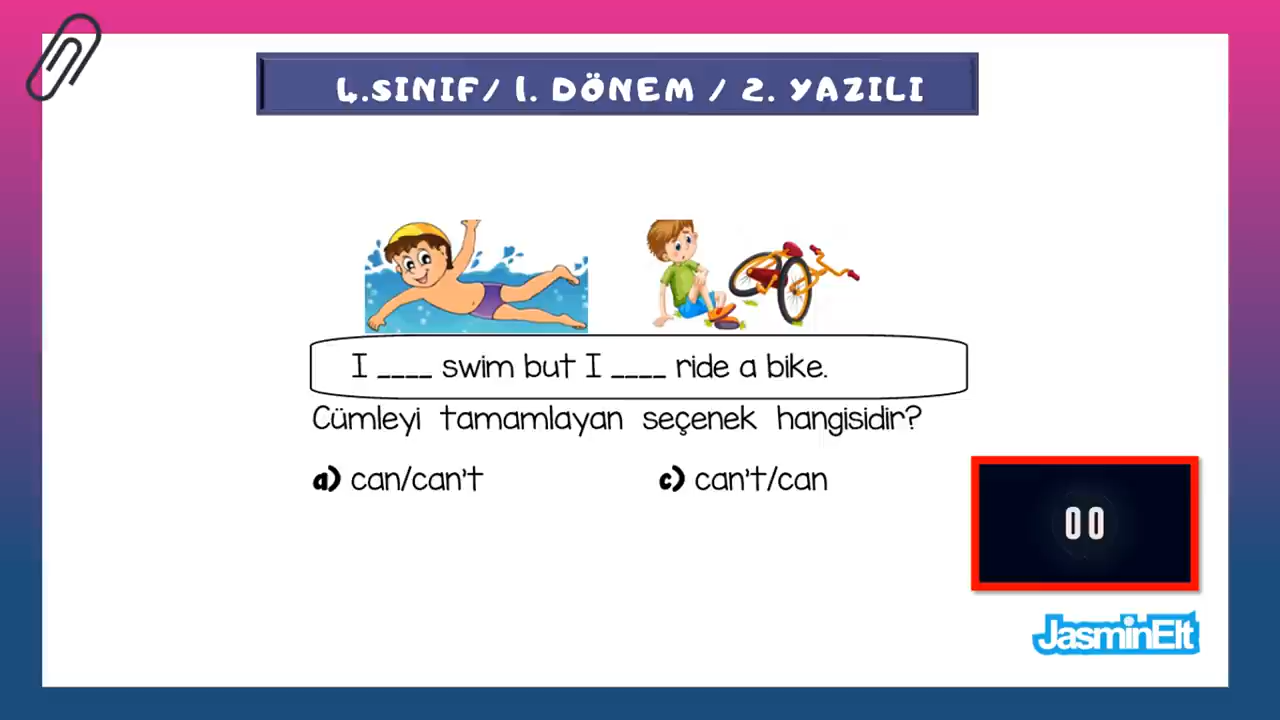 4.SINIF/ 1. DÖNEM / 2. YAZILI
I ____ swim but I ____ ride a bike.
Cümleyi tamamlayan seçenek hangisidir?
a) can/can't
c) can't/can
00
JasminElt